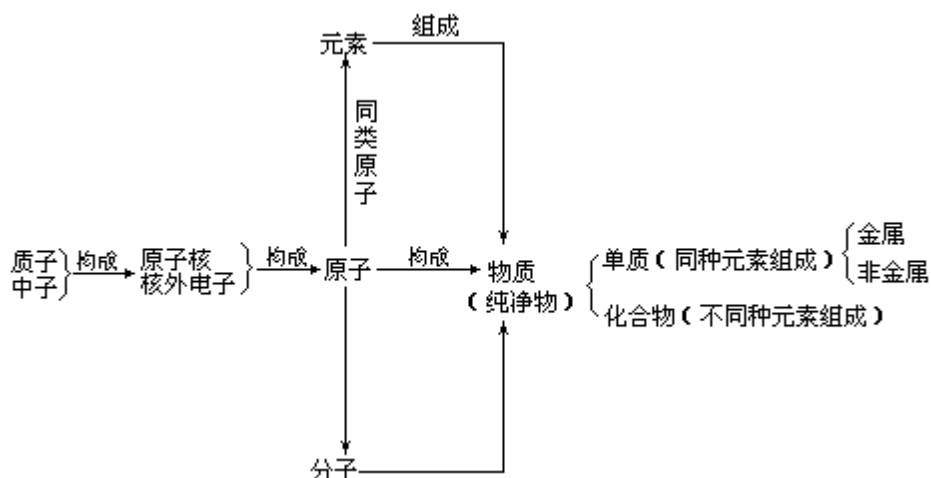 元素
组成
同类原子
质子
中子
构成
原子核
核外电子
构成
原子
构成
物质
（纯净物）
单质（同种元素组成）
金属
非金属
化合物（不同种元素组成）
分子